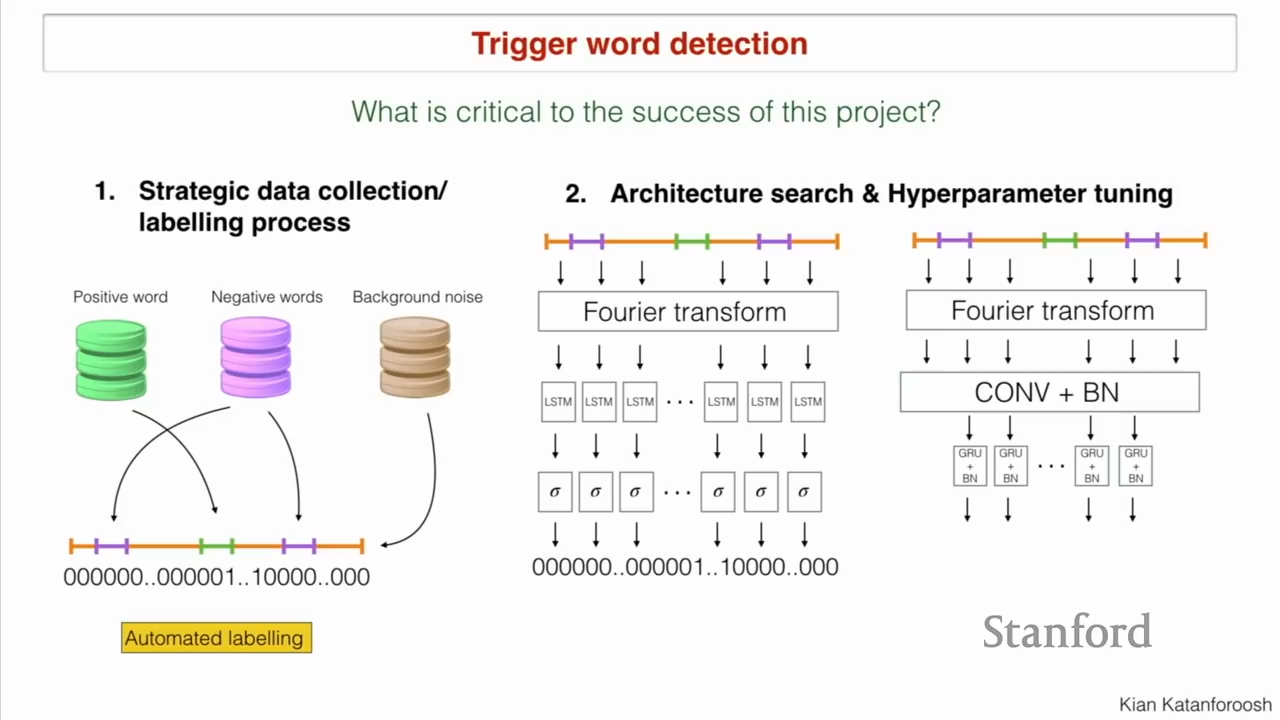 Trigger word detection
What is critical to the success of this project?
1. Strategic data collection/
labelling process
Positive word
Negative words
Background noise
000000..000001..10000..000
Automated labelling
2. Architecture search & Hyperparameter tuning
Fourier transform
LSTM LSTM LSTM ... LSTM LSTM LSTM
σ σ σ ... σ σ σ
000000..000001..10000..000
Fourier transform
CONV + BN
GRU GRU ... GRU GRU
+ + + +
BN BN BN BN
Stanford
Kian Katanforoosh